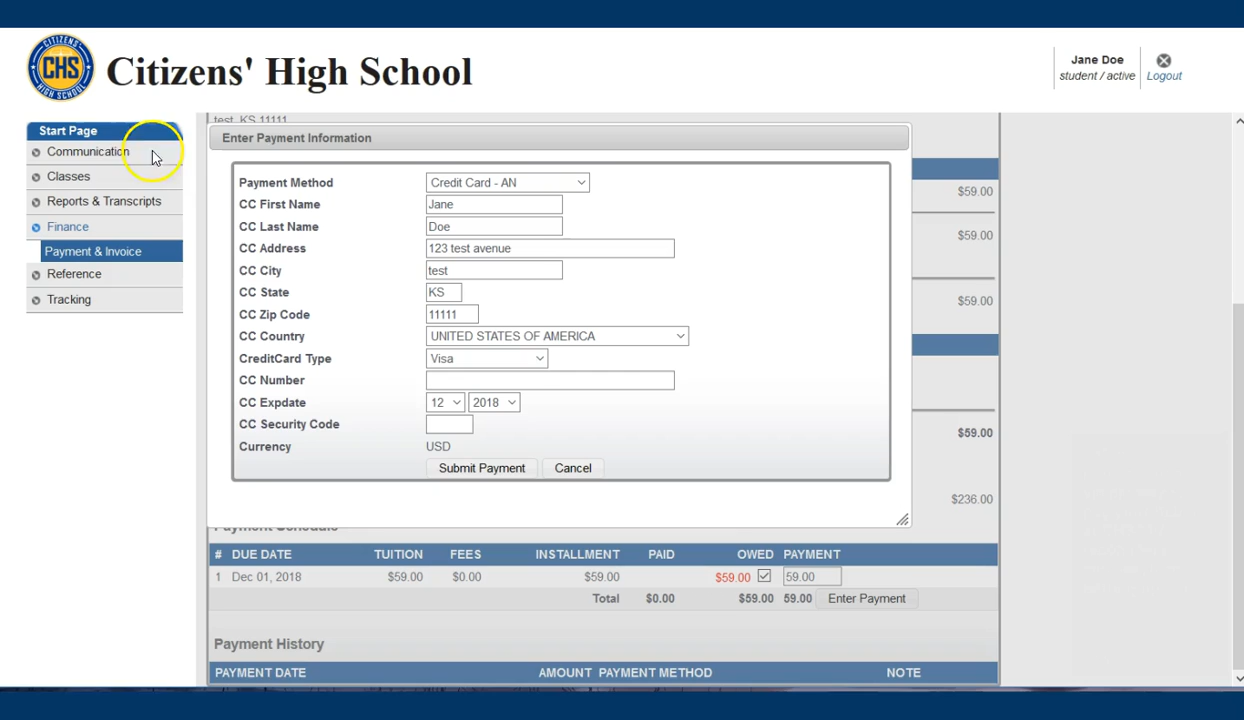 CITIZENS'
CHS
HIGH SCHOOL
Citizens' High School
Jane Doe
student / active
Logout
Start Page
Communication
Classes
Reports & Transcripts
Finance
Payment & Invoice
Reference
Tracking
test, KS 11111
Enter Payment Information
Payment Method Credit Card - AN
CC First Name Jane
CC Last Name Doe
CC Address 123 test avenue
CC City test
CC State KS
CC Zip Code 11111
CC Country UNITED STATES OF AMERICA
CreditCard Type Visa
CC Number
CC Expdate 12 2018
CC Security Code
Currency USD
Submit Payment Cancel
$59.00
$59.00
$59.00
$59.00
$236.00
Payment Schedule
# DUE DATE TUITION FEES INSTALLMENT PAID OWED PAYMENT
1 Dec 01, 2018 $59.00 $0.00 $59.00 $59.00 59.00
Total $0.00 $59.00 59.00 Enter Payment
Payment History
PAYMENT DATE AMOUNT PAYMENT METHOD NOTE